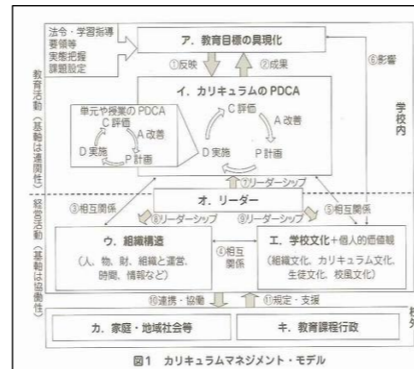 法令・学習指導
要領等
実態把握
課題設定
ア．教育目標の具現化
①反映
②成果
⑥影響
イ．カリキュラムのPDCA
単元や授業のPDCA
C 評価
A 改善
D 実施
P 計画
C 評価
A 改善
D 実施
P 計画
教育活動（基軸は連関性）
学校内
⑦リーダーシップ
オ．リーダー
③相互関係
⑧リーダーシップ
⑨リーダーシップ
⑤相互関係
経営活動（基軸は協働性）
ウ．組織構造
（人，物，財，組織と運営，
時間，情報など）
④相互
関係
エ．学校文化＋個人的価値観
（組織文化，カリキュラム文化，
生徒文化，校風文化）
⑩連携・協働
⑪規定・支援
カ．家庭・地域社会等
キ．教育課程行政
図1 カリキュラムマネジメント・モデル